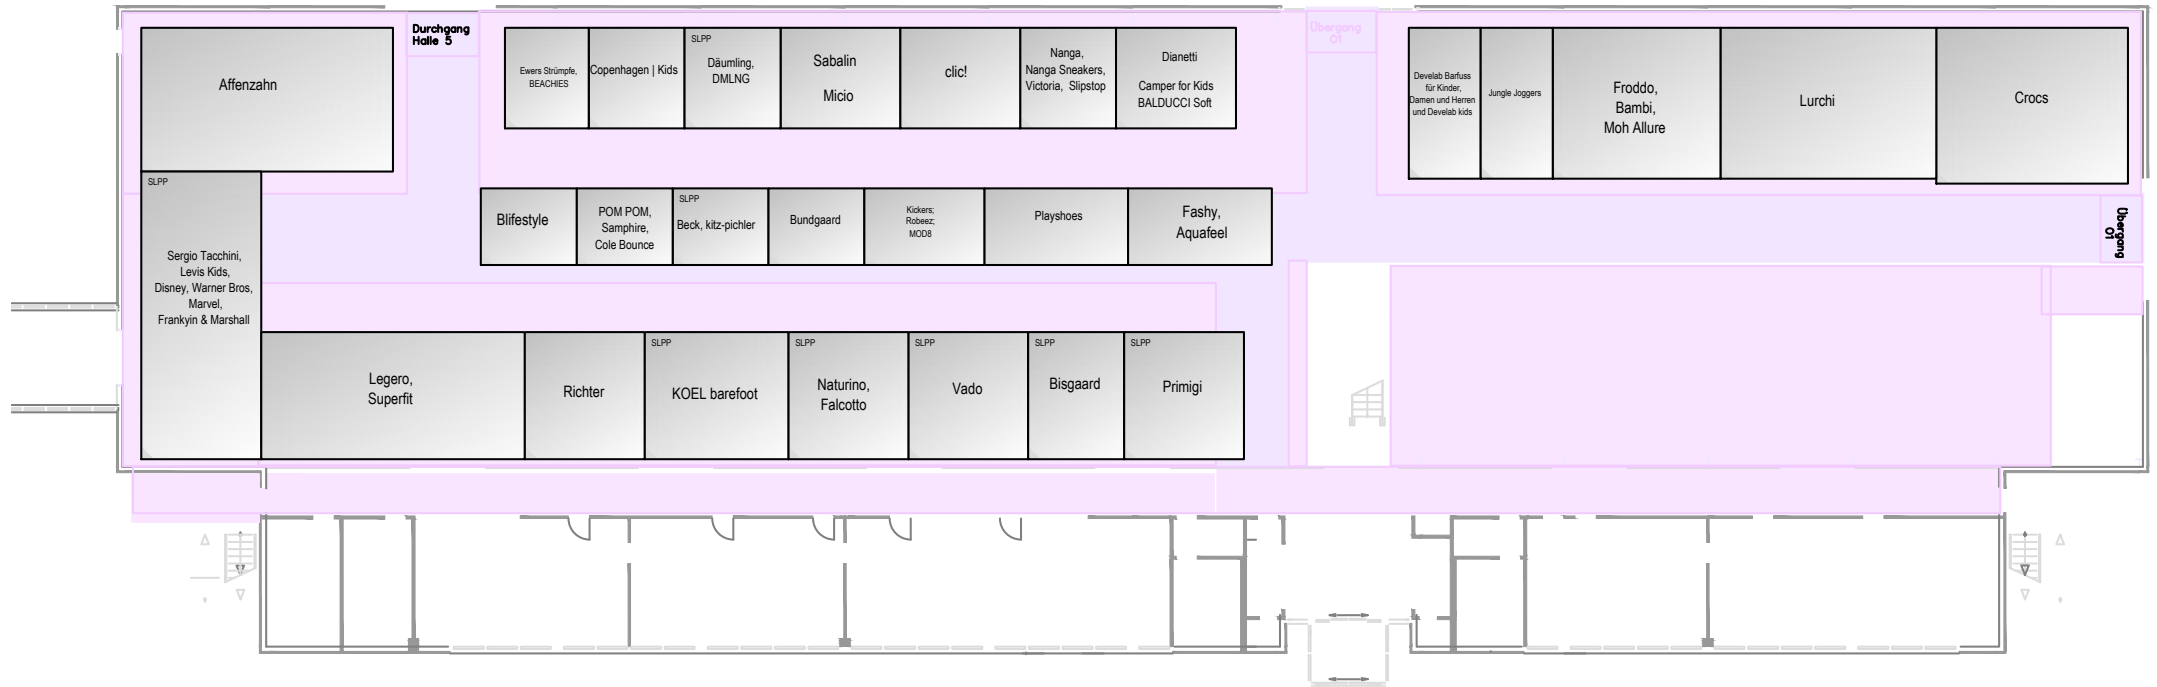 Durchgang
Halle 5
Übergang
01
Affenzahn
Ewers Strümpfe,
BEACHIES
Copenhagen | Kids
SLPP
Däumling,
DMLNG
Sabalin
Micio
clic!
Nanga,
Nanga Sneakers,
Victoria, Slipstop
Dianetti
Camper for Kids
BALDUCCI Soft
Develab Barfuss
für Kinder,
Damen und Herren
und Develab kids
Jungle Joggers
Froddo,
Bambi,
Moh Allure
Lurchi
Crocs
SLPP
Sergio Tacchini,
Levis Kids,
Disney, Warner Bros,
Marvel,
Frankyin & Marshall
Blifestyle
POM POM,
Samphire,
Cole Bounce
SLPP
Beck, kitz-pichler
Bundgaard
Kickers;
Robeez;
MOD8
Playshoes
Fashy,
Aquafeel
Übergang
01
Legero,
Superfit
Richter
SLPP
KOEL barefoot
SLPP
Naturino,
Falcotto
SLPP
Vado
SLPP
Bisgaard
SLPP
Primigi